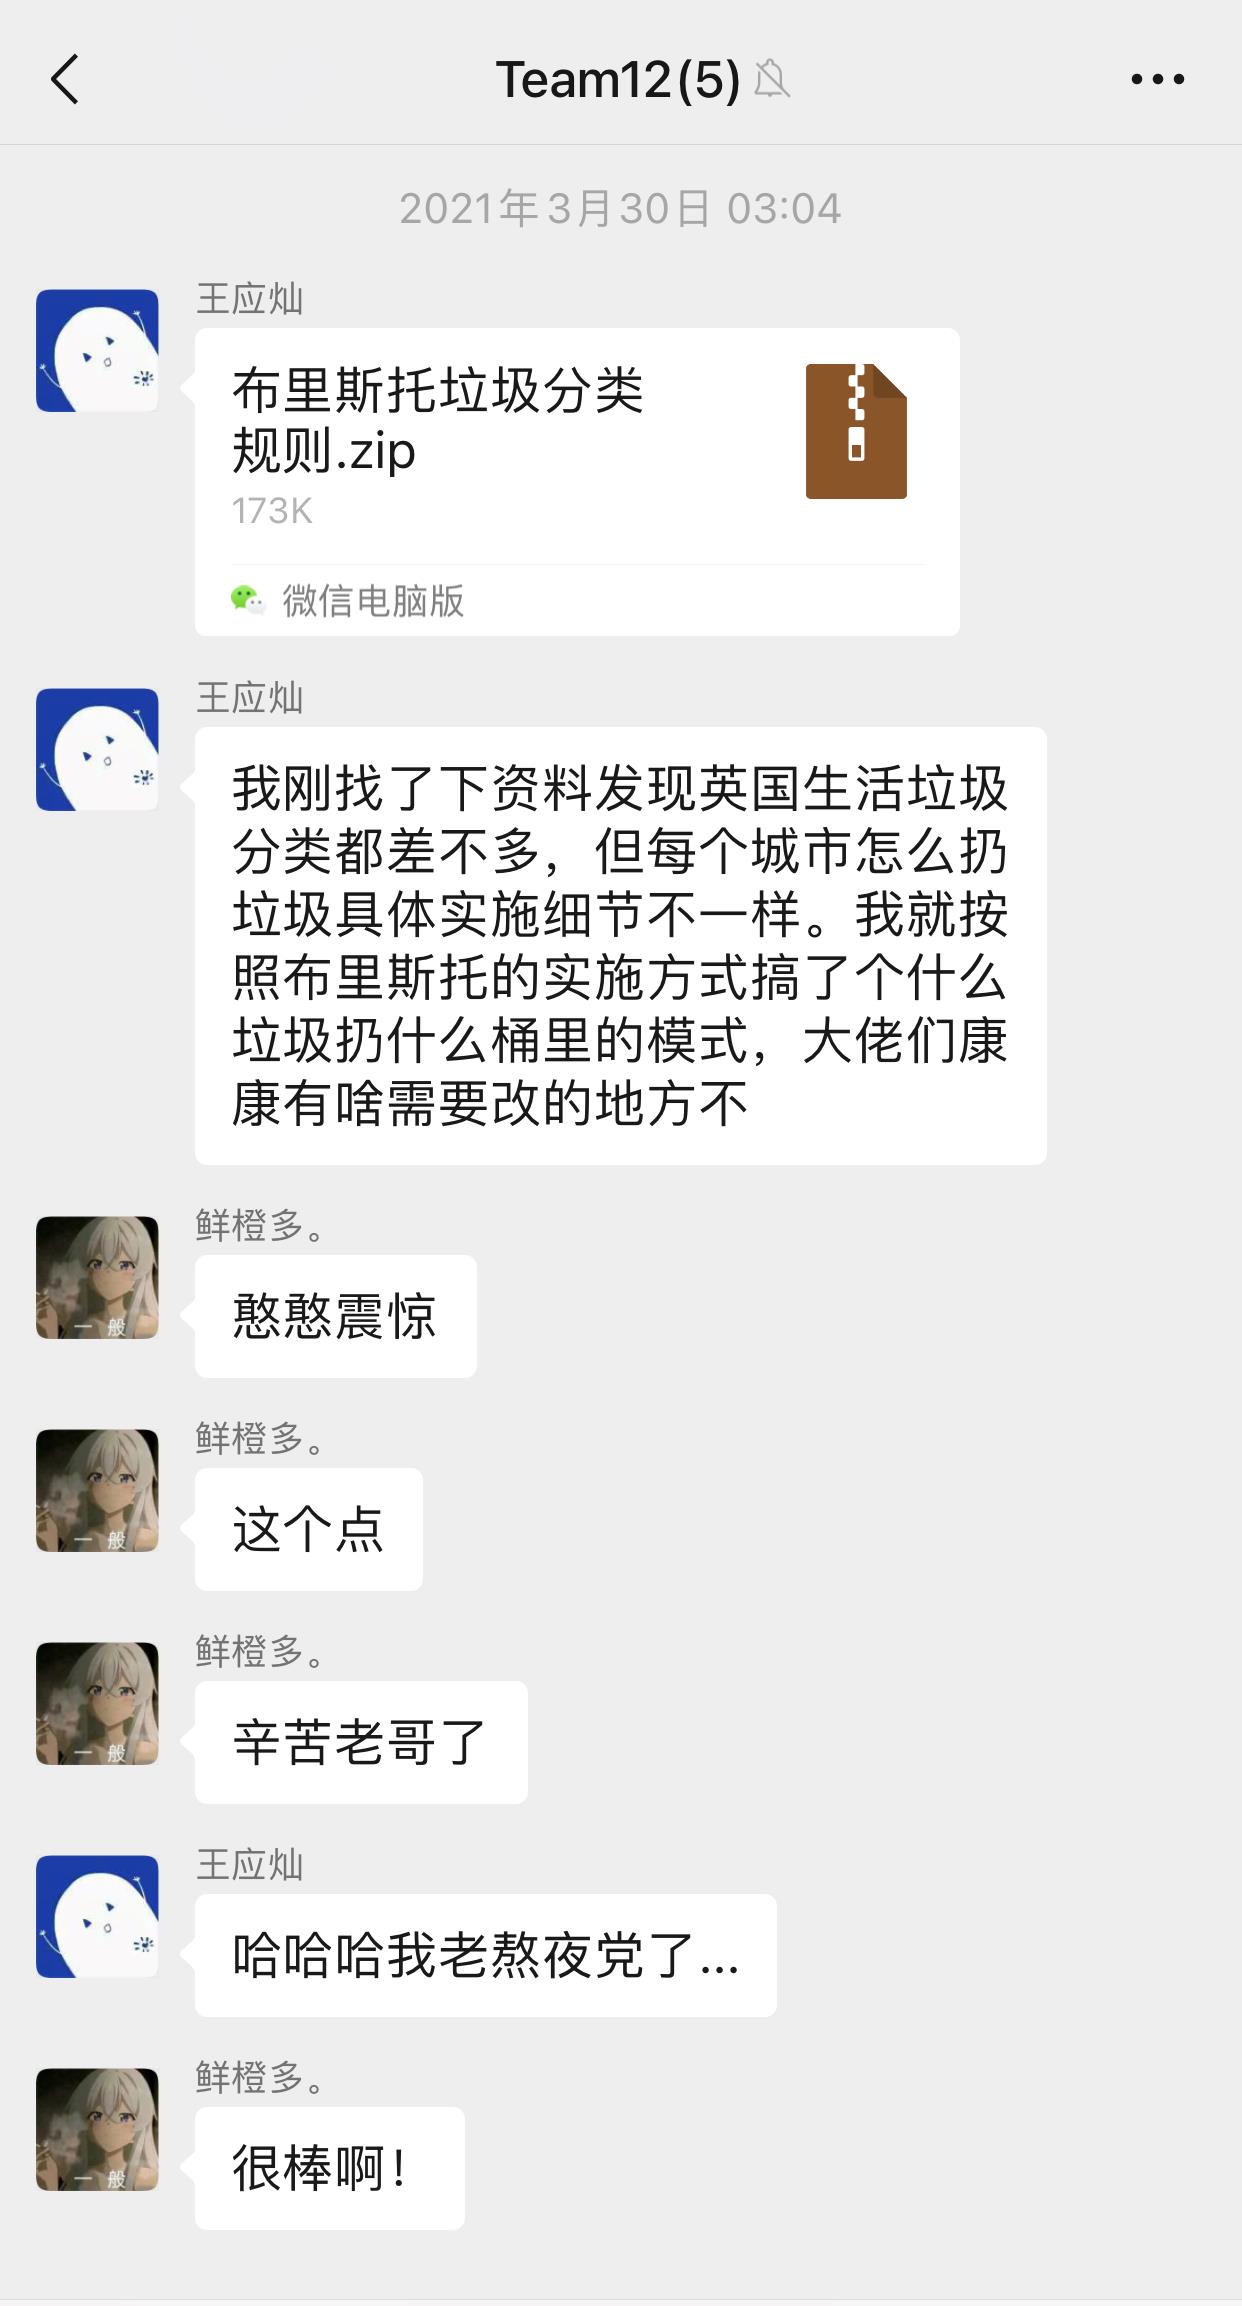 Team12(5)
2021年3月30日 03:04
王应灿
布里斯托垃圾分类
规则.zip
173K
微信电脑版
王应灿
我刚找了下资料发现英国生活垃圾
分类都差不多，但每个城市怎么扔
垃圾具体实施细节不一样。我就按
照布里斯托的实施方式搞了个什么
垃圾扔什么桶里的模式，大佬们康
康有啥需要改的地方不
鲜橙多。
一 般
憨憨震惊
鲜橙多。
一 般
这个点
鲜橙多。
一 般
辛苦老哥了
王应灿
哈哈哈我老熬夜党了...
鲜橙多。
一 般
很棒啊！